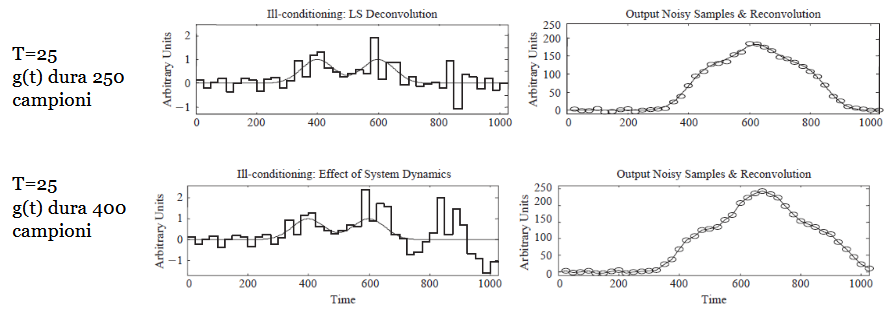 T=25
g(t) dura 250
campioni
Ill-conditioning: LS Deconvolution
Arbitrary Units
2
1
0
−1
0 200 400 600 800 1000
Output Noisy Samples & Reconvolution
Arbitrary Units
250
200
150
100
50
0
0 200 400 600 800 1000
T=25
g(t) dura 400
campioni
Ill-conditioning: Effect of System Dynamics
Arbitrary Units
2
1
0
−1
0 200 400 600 800 1000
Time
Output Noisy Samples & Reconvolution
Arbitrary Units
250
200
150
100
50
0
0 200 400 600 800 1000
Time